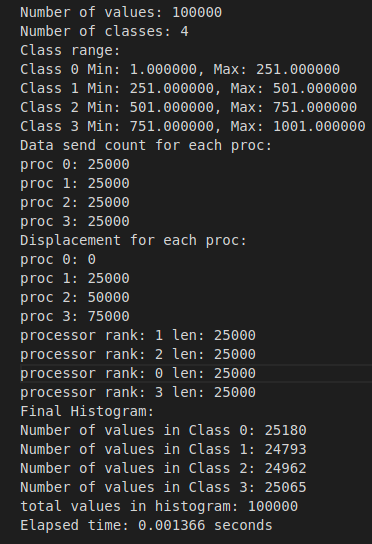 Number of values: 100000
Number of classes: 4
Class range:
Class 0 Min: 1.000000, Max: 251.000000
Class 1 Min: 251.000000, Max: 501.000000
Class 2 Min: 501.000000, Max: 751.000000
Class 3 Min: 751.000000, Max: 1001.000000
Data send count for each proc:
proc 0: 25000
proc 1: 25000
proc 2: 25000
proc 3: 25000
Displacement for each proc:
proc 0: 0
proc 1: 25000
proc 2: 50000
proc 3: 75000
processor rank: 1 len: 25000
processor rank: 2 len: 25000
processor rank: 0 len: 25000
processor rank: 3 len: 25000
Final Histogram:
Number of values in Class 0: 25180
Number of values in Class 1: 24793
Number of values in Class 2: 24962
Number of values in Class 3: 25065
total values in histogram: 100000
Elapsed time: 0.001366 seconds